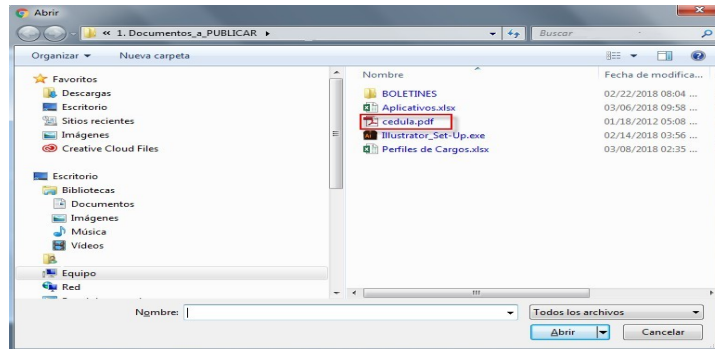 Abrir
« 1. Documentos_a_PUBLICAR
Buscar
Organizar
Nueva carpeta
Favoritos
Descargas
Escritorio
Sitios recientes
Imágenes
Creative Cloud Files
Escritorio
Bibliotecas
Documentos
Imágenes
Música
Vídeos
Equipo
Red
Nombre
Fecha de modifica...
BOLETINES
02/22/2018 08:04 ...
Aplicativos.xlsx
03/06/2018 09:58 ...
cedula.pdf
01/18/2012 05:08 ...
Illustrator_Set-Up.exe
02/14/2018 03:56 ...
Perfiles de Cargos.xlsx
03/08/2018 02:35 ...
Nombre:
Todos los archivos
Abrir
Cancelar